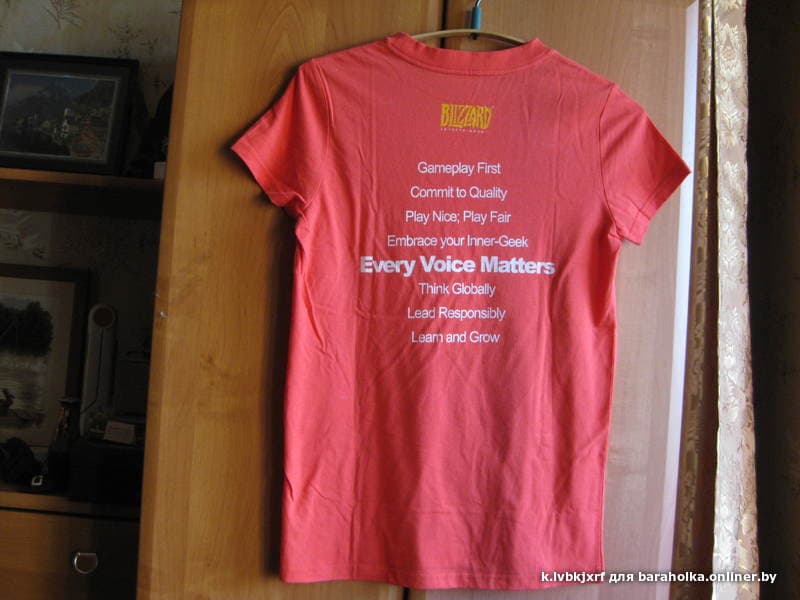 BLIZZARD
ENTERTAINMENT
Gameplay First
Commit to Quality
Play Nice; Play Fair
Embrace your Inner-Geek
Every Voice Matters
Think Globally
Lead Responsibly
Learn and Grow
k.lvbkjxrf для baraholka.onliner.by